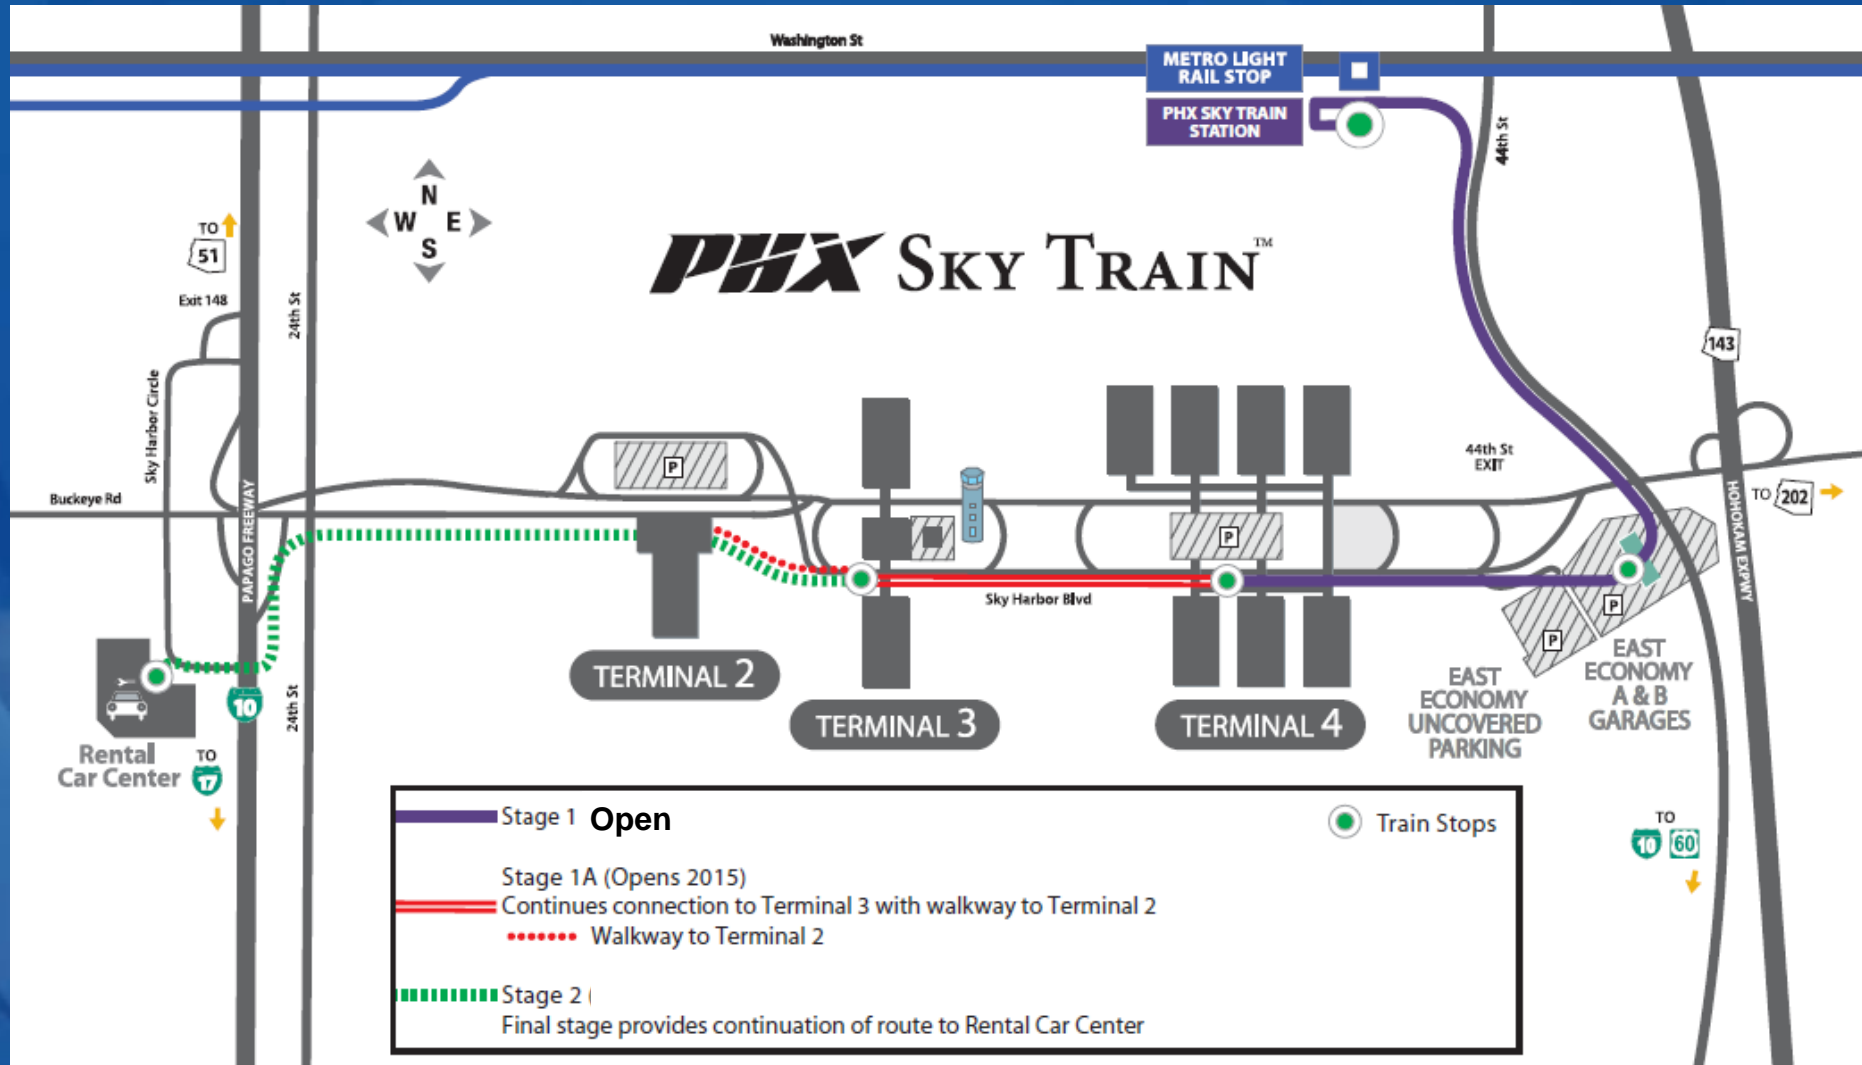 Washington St
METRO LIGHT
RAIL STOP
PHX SKY TRAIN
STATION
44th St
N
W E
S
TO
51
Exit 148
24th St
Sky Harbor Circle
PHX SKY TRAIN™
143
44th St
EXIT
Buckeye Rd
PAPAGO FREEWAY
P
P
TO 202
HOHOKAM EXPWY
Sky Harbor Blvd
P
P
TERMINAL 2
TERMINAL 3
TERMINAL 4
EAST
ECONOMY
UNCOVERED
PARKING
EAST
ECONOMY
A & B
GARAGES
10
24th St
Rental
Car Center
TO
17
Stage 1 Open
Train Stops
Stage 1A (Opens 2015)
Continues connection to Terminal 3 with walkway to Terminal 2
Walkway to Terminal 2
Stage 2 (
Final stage provides continuation of route to Rental Car Center
TO
10 60